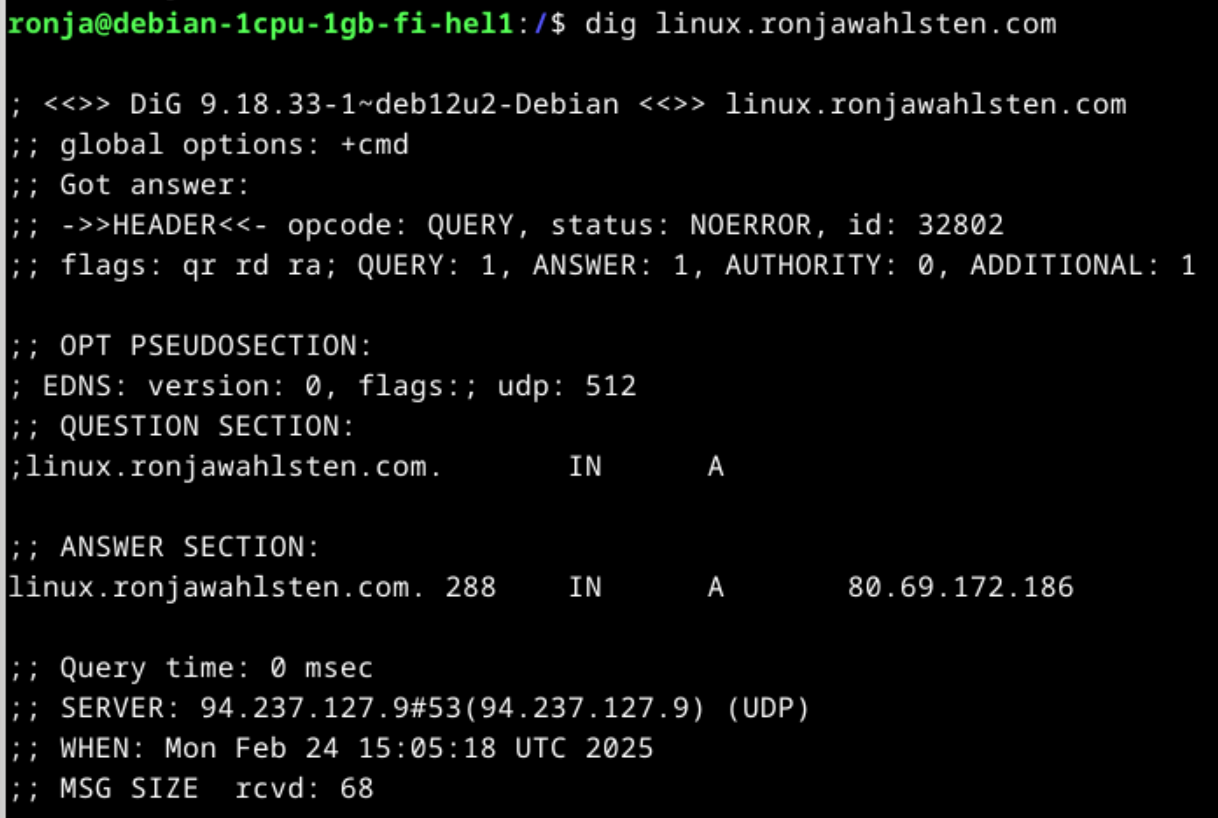 ronja@debian-1cpu-1gb-fi-hel1:/$ dig linux.ronjawahlsten.com
; <<>> DiG 9.18.33-1~deb12u2-Debian <<>> linux.ronjawahlsten.com
;; global options: +cmd
;; Got answer:
;; ->>HEADER<<- opcode: QUERY, status: NOERROR, id: 32802
;; flags: qr rd ra; QUERY: 1, ANSWER: 1, AUTHORITY: 0, ADDITIONAL: 1
;; OPT PSEUDOSECTION:
; EDNS: version: 0, flags:; udp: 512
;; QUESTION SECTION:
;linux.ronjawahlsten.com. IN A
;; ANSWER SECTION:
linux.ronjawahlsten.com. 288 IN A 80.69.172.186
;; Query time: 0 msec
;; SERVER: 94.237.127.9#53(94.237.127.9) (UDP)
;; WHEN: Mon Feb 24 15:05:18 UTC 2025
;; MSG SIZE  rcvd: 68